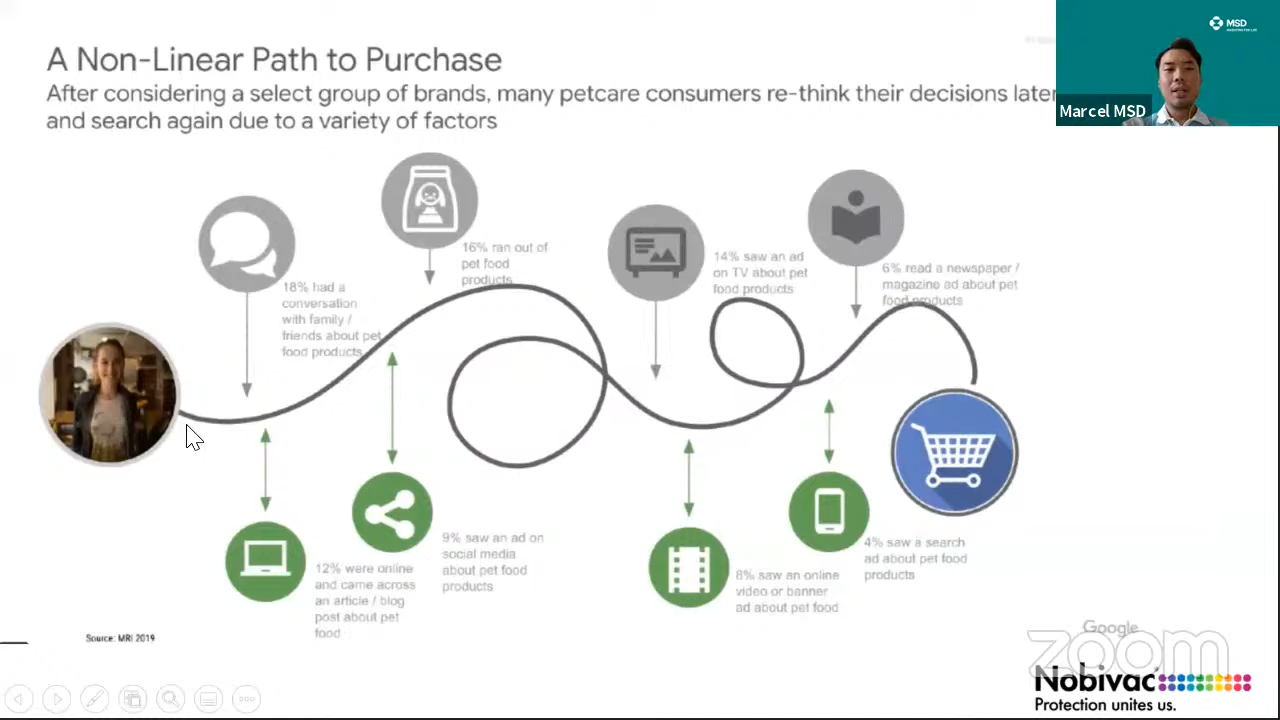 A Non-Linear Path to Purchase
After considering a select group of brands, many petcare consumers re-think their decisions later
and search again due to a variety of factors
MSD
Marcel MSD
18% had a
conversation
with family /
friends about pet
food products
16% ran out of
pet food
products
14% saw an ad
on TV about pet
food products
6% read a newspaper /
magazine ad about pet
food products
12% were online
and came across
an article / blog
post about pet
food
9% saw an ad on
social media
about pet food
products
8% saw an online
video or banner
ad about pet food
4% saw a search
ad about pet food
products
Source: MRI 2019
Google
zoom
Nobivac
Protection unites us.